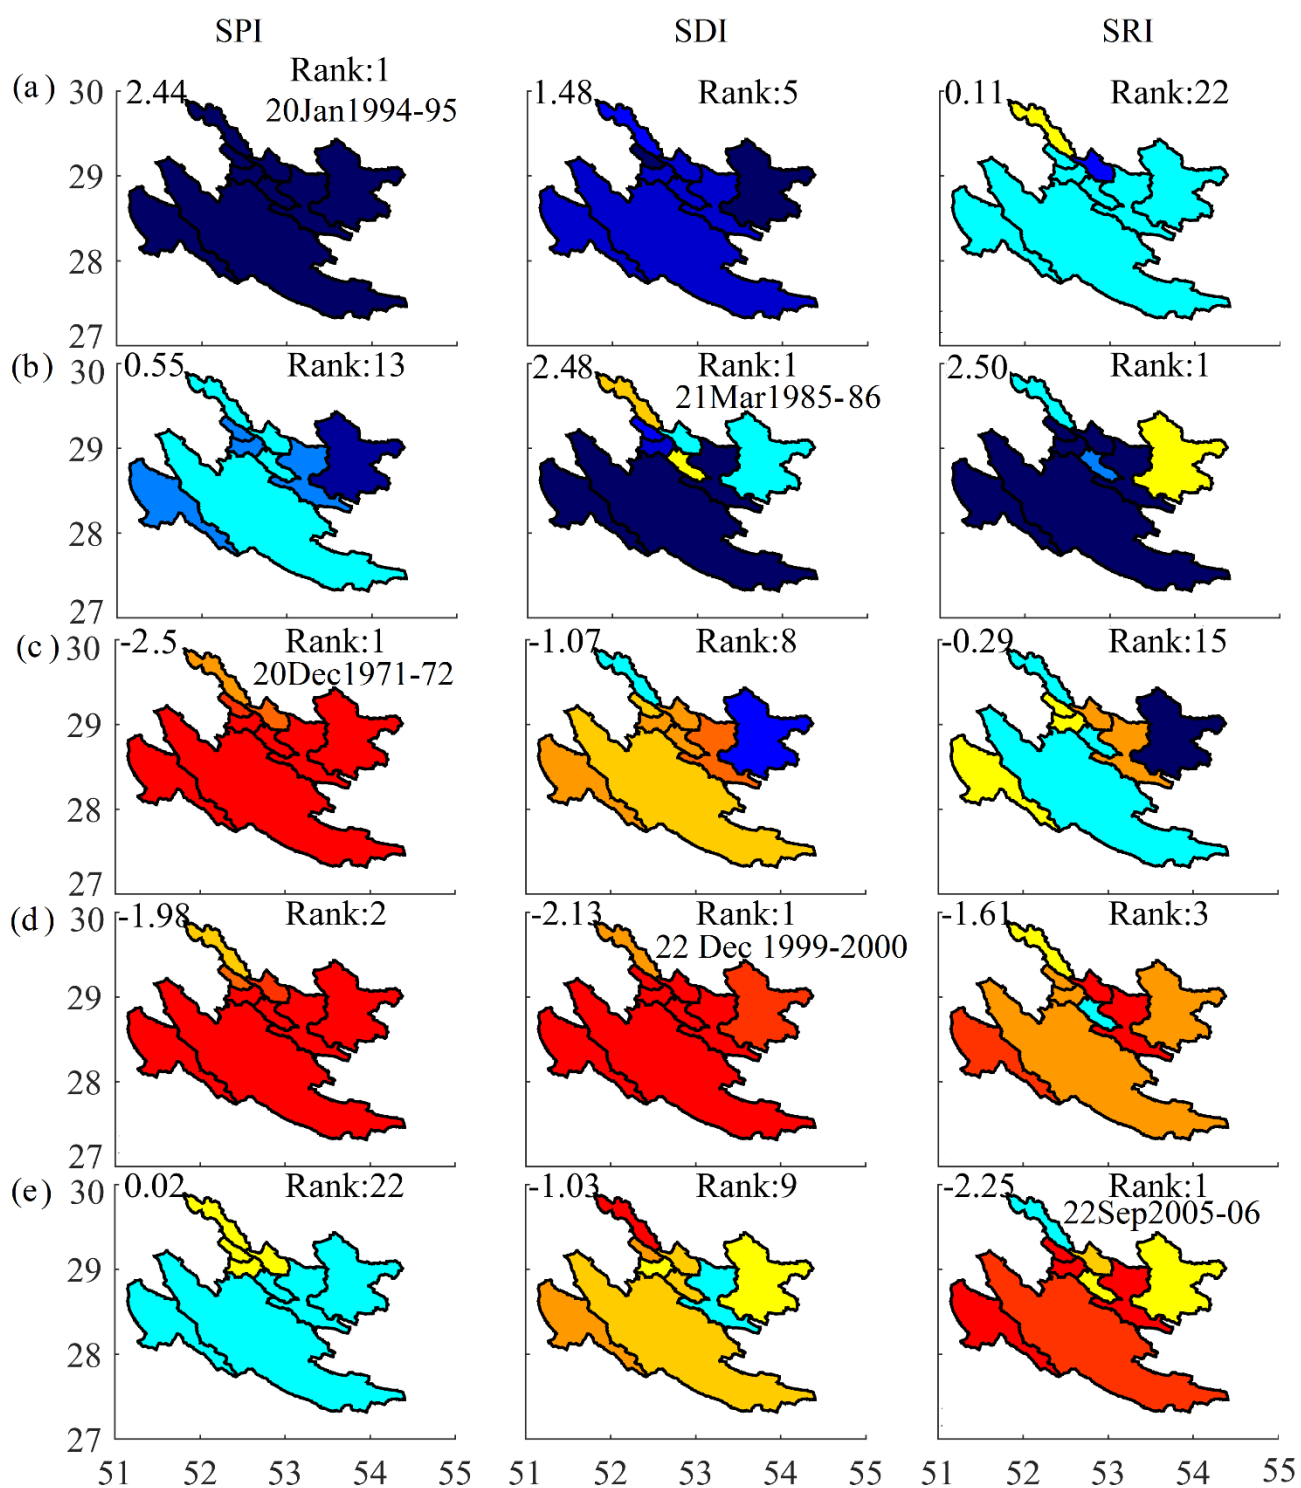 SPI SDI SRI
(a) 30 2.44 Rank:1 1.48 Rank:5 0.11 Rank:22
20Jan1994-95
29
28
27
(b) 30 0.55 Rank:13 2.48 Rank:1 2.50 Rank:1
21Mar1985-86
29
28
27
(c) 30 -2.5 Rank:1 -1.07 Rank:8 -0.29 Rank:15
20Dec1971-72
29
28
27
(d) 30 -1.98 Rank:2 -2.13 Rank:1 -1.61 Rank:3
22 Dec 1999-2000
29
28
27
(e) 30 0.02 Rank:22 -1.03 Rank:9 -2.25 Rank:1
22Sep2005-06
29
28
27
51 52 53 54 55 51 52 53 54 55 51 52 53 54 55